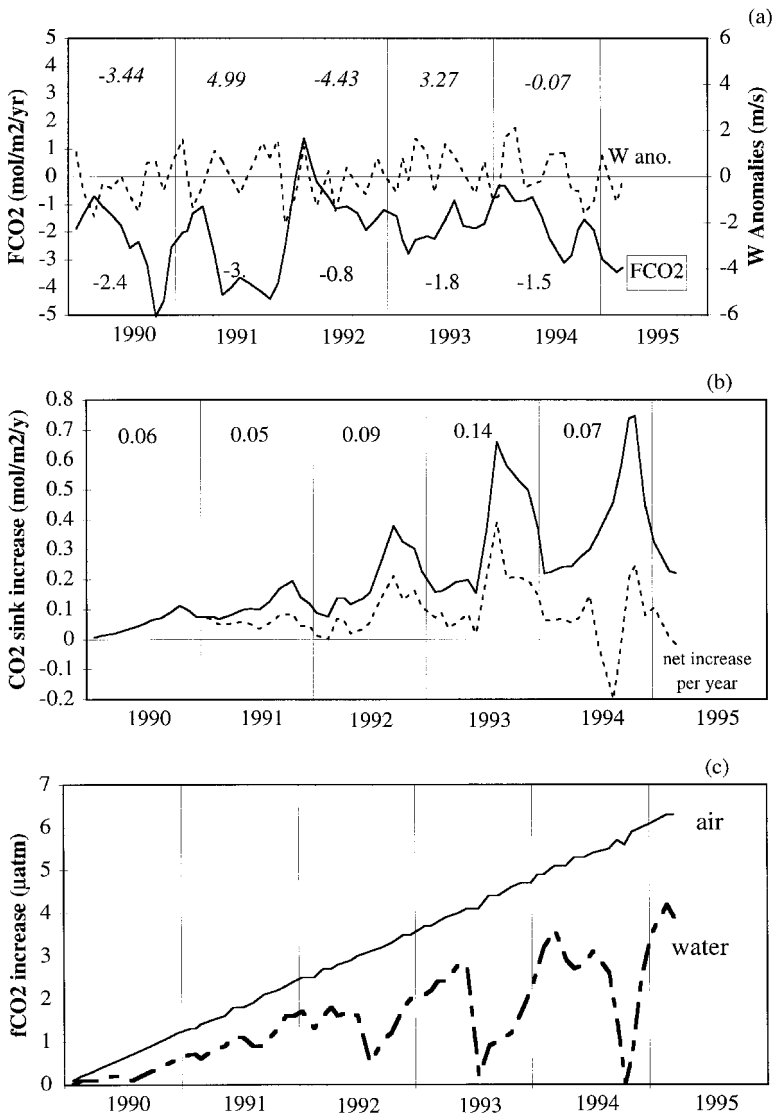 (a)
5 6
-3.44 4.99 -4.43 3.27 -0.07
4
3 4
2 2
1
0 0
W ano.
-1
-2 -2
-3 -4
-2.4 -3. -0.8 -1.8 -1.5 FCO2
-4
-5 -6
1990 1991 1992 1993 1994 1995
FCO2 (mol/m2/yr)
W Anomalies (m/s)
(b)
0.8
0.7
0.06 0.05 0.09 0.14 0.07
0.6
0.5
0.4
0.3
0.2
0.1
0
-0.1
-0.2
net increase
per year
1990 1991 1992 1993 1994 1995
CO2 sink increase (mol/m2/y)
(c)
7
6
5
4
3
2
1
0
air
water
1990 1991 1992 1993 1994 1995
fCO2 increase (µatm)